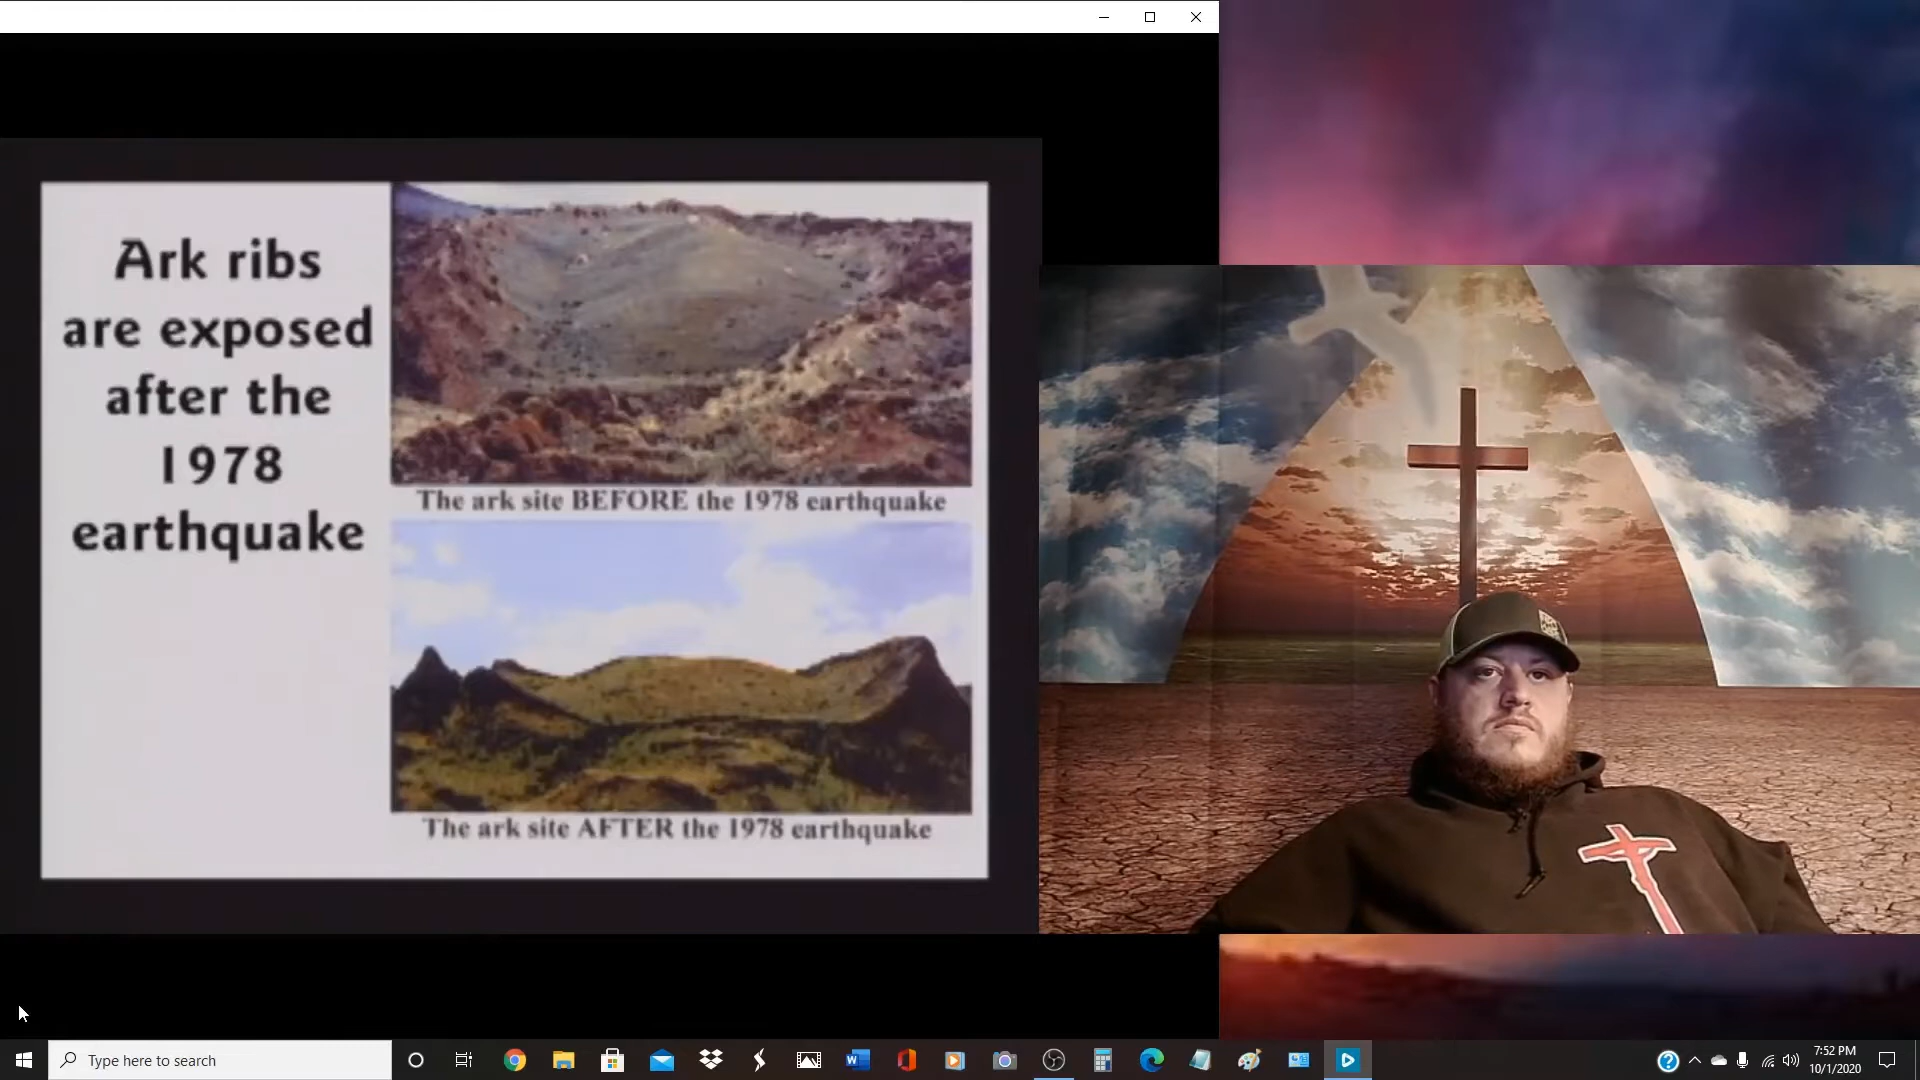 Ark ribs
are exposed
after the
1978
earthquake
The ark site BEFORE the 1978 earthquake
The ark site AFTER the 1978 earthquake
Type here to search
7:52 PM
10/1/2020